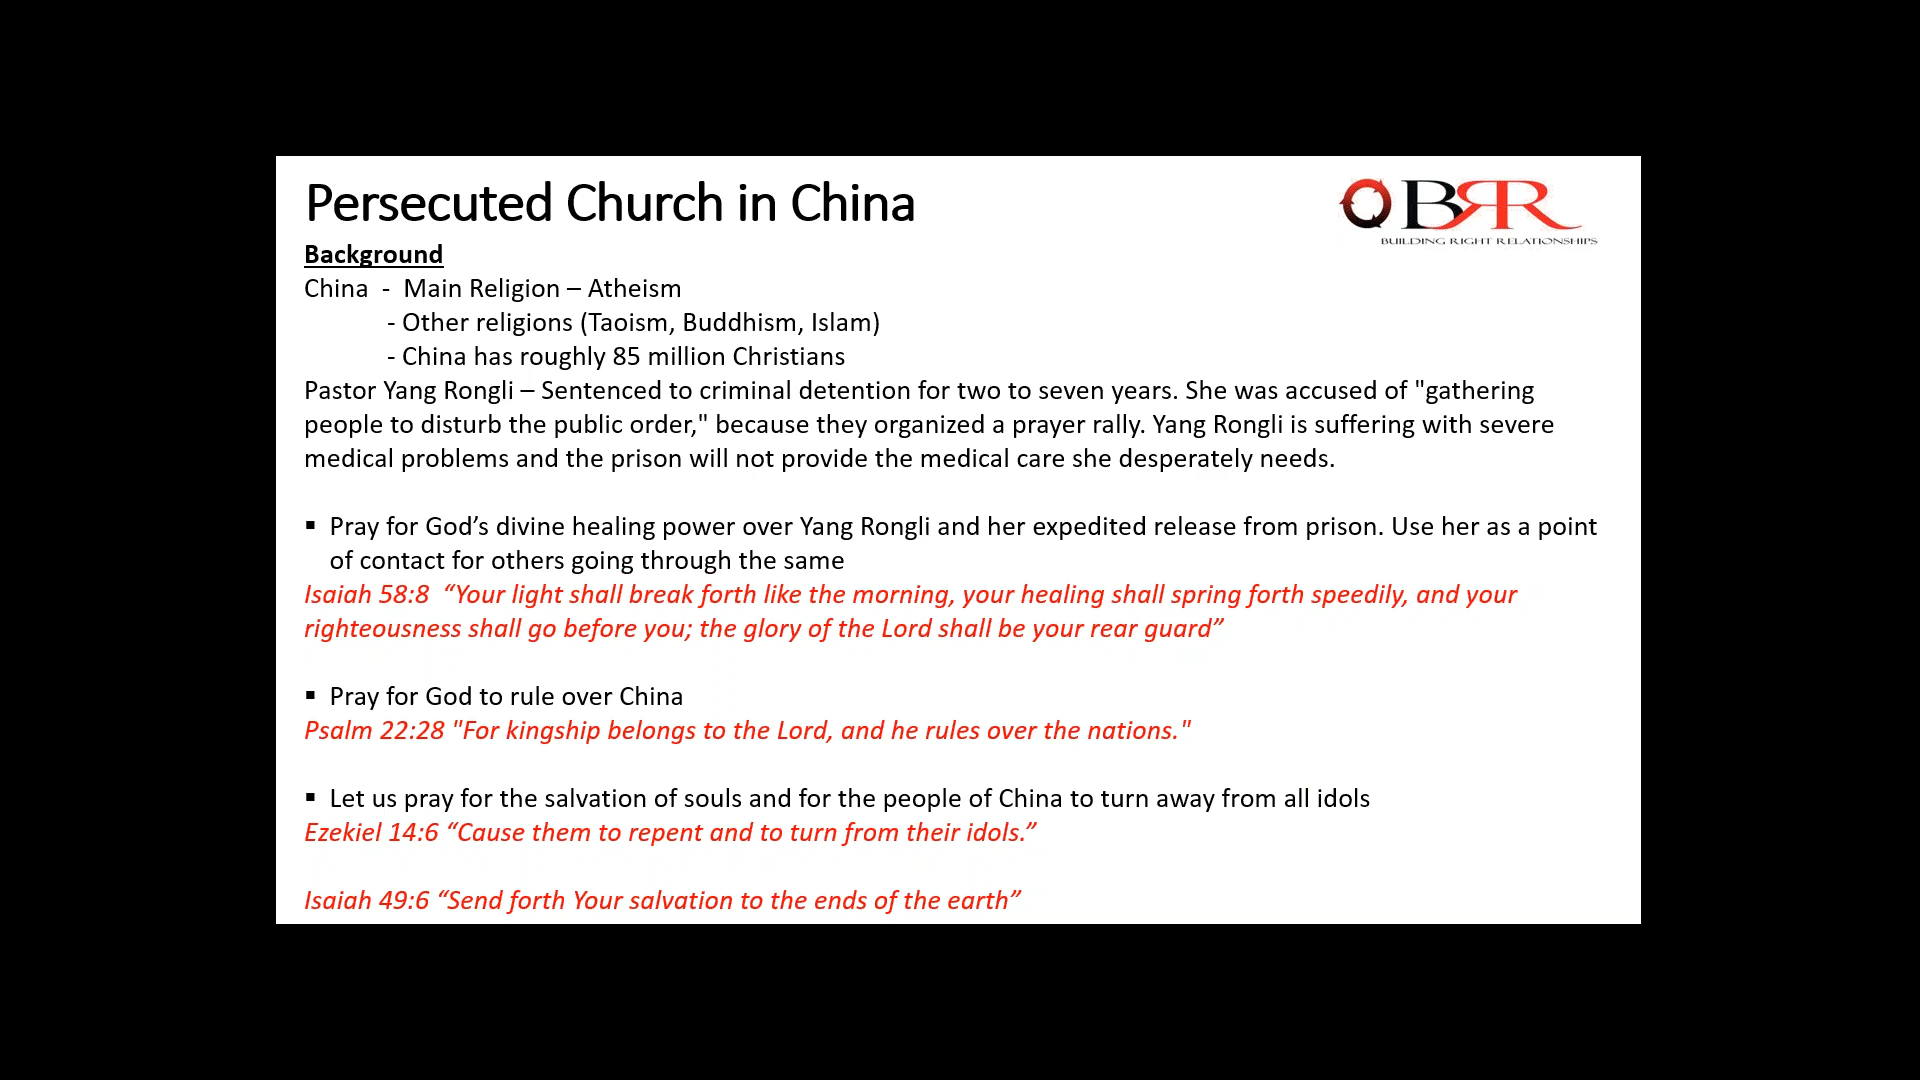 Persecuted Church in China
BRR
BUILDING RIGHT RELATIONSHIPS
Background
China - Main Religion – Atheism
- Other religions (Taoism, Buddhism, Islam)
- China has roughly 85 million Christians
Pastor Yang Rongli – Sentenced to criminal detention for two to seven years. She was accused of "gathering
people to disturb the public order," because they organized a prayer rally. Yang Rongli is suffering with severe
medical problems and the prison will not provide the medical care she desperately needs.
▪ Pray for God’s divine healing power over Yang Rongli and her expedited release from prison. Use her as a point
of contact for others going through the same
Isaiah 58:8 “Your light shall break forth like the morning, your healing shall spring forth speedily, and your
righteousness shall go before you; the glory of the Lord shall be your rear guard”
▪ Pray for God to rule over China
Psalm 22:28 "For kingship belongs to the Lord, and he rules over the nations."
▪ Let us pray for the salvation of souls and for the people of China to turn away from all idols
Ezekiel 14:6 “Cause them to repent and to turn from their idols.”
Isaiah 49:6 “Send forth Your salvation to the ends of the earth”